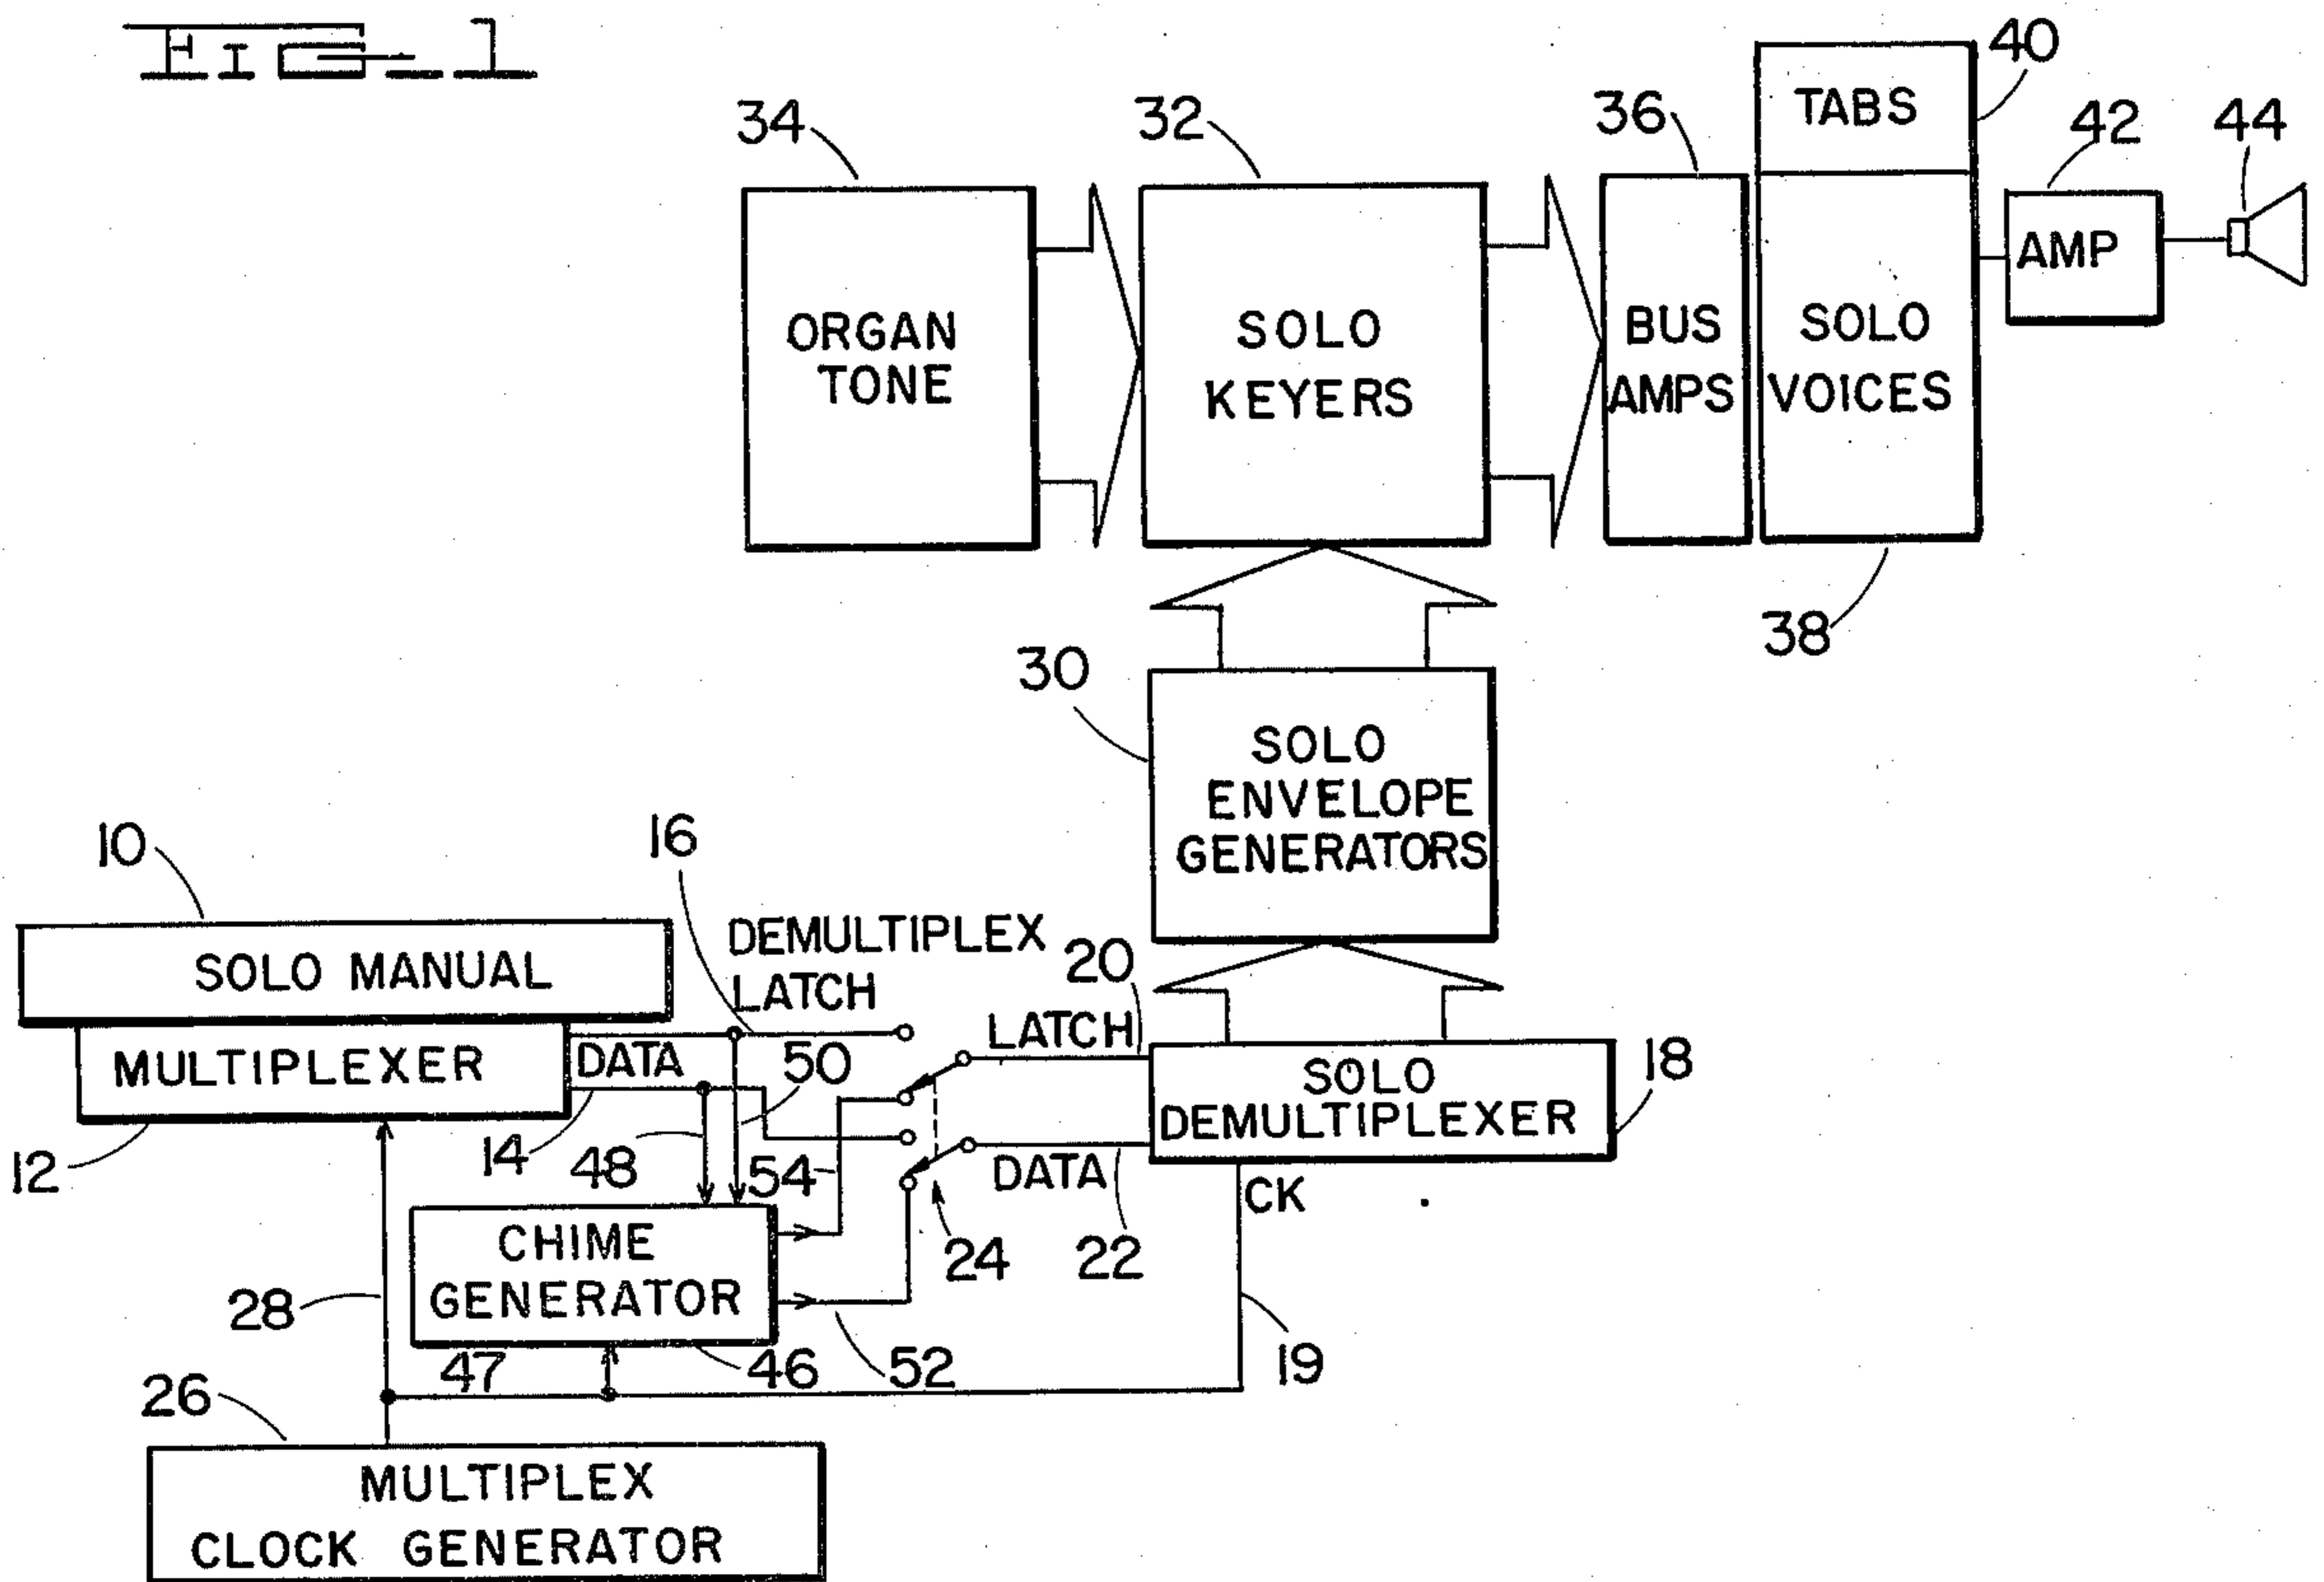 FIG_1
40
34
32
36
42
44
TABS
ORGAN
TONE
SOLO
KEYERS
BUS
AMPS
SOLO
VOICES
AMP
38
30
SOLO
ENVELOPE
GENERATORS
10
16
SOLO MANUAL
DEMULTIPLEX
LATCH
20
LATCH
MULTIPLEXER
DATA
50
SOLO
DEMULTIPLEXER
18
12
14
48
54
DATA
22
CK
24
CHIME
GENERATOR
28
47
46
52
19
26
MULTIPLEX
CLOCK GENERATOR